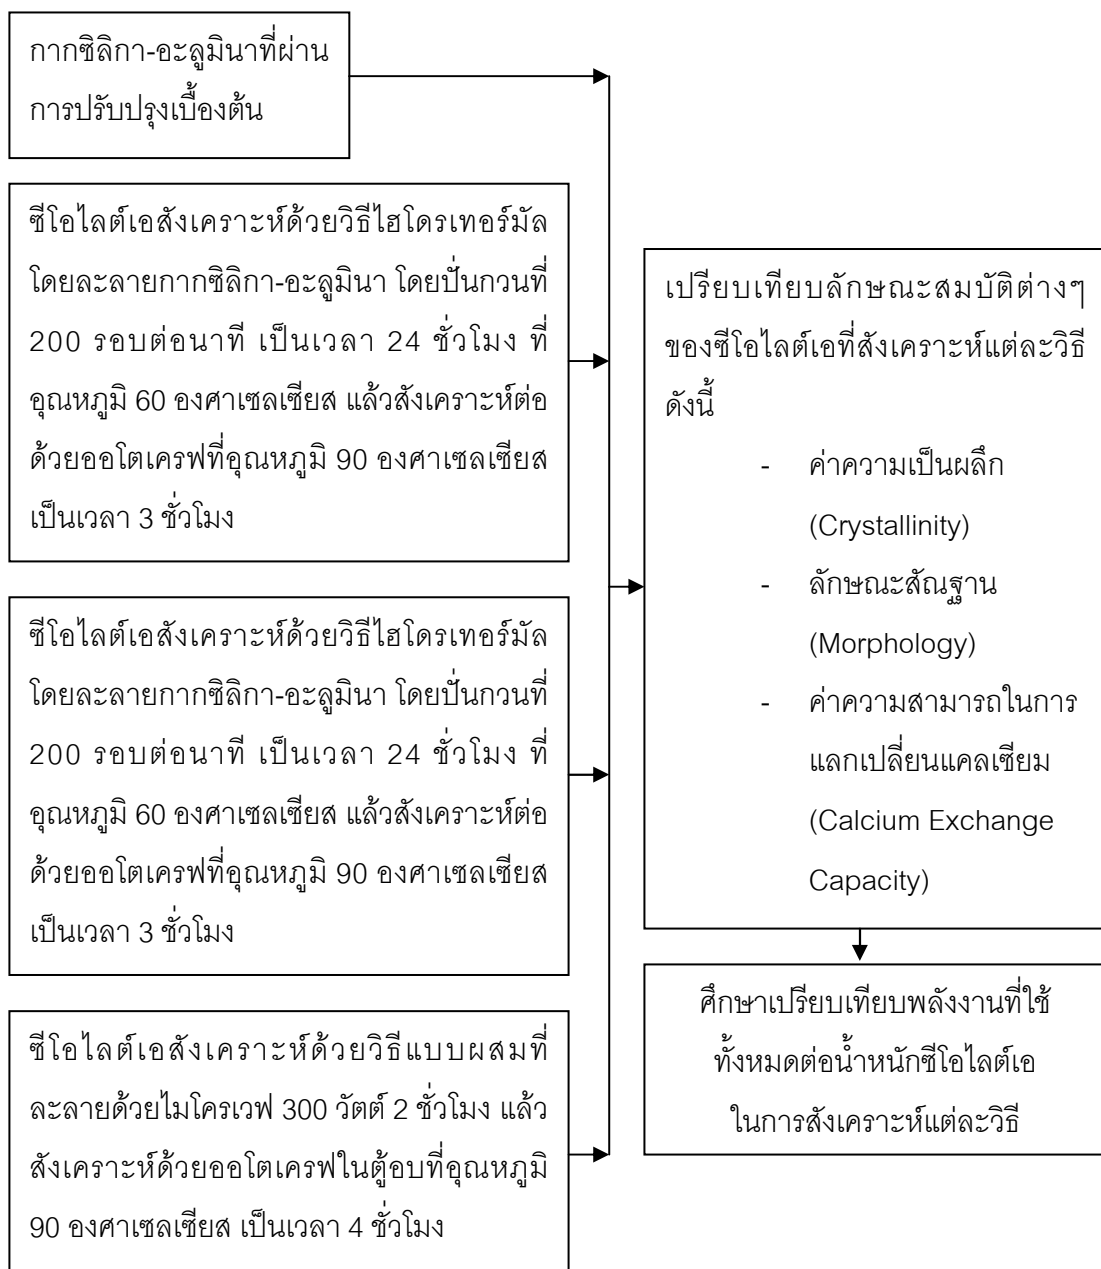 กากซิลิกา-อะลูมินาที่ผ่าน
การปรับปรุงเบื้องต้น
ซีโอไลต์เอสังเคราะห์ด้วยวิธีไฮโดรเทอร์มัล
โดยละลายกากซิลิกา-อะลูมินา โดยปั่นกวนที่
200 รอบต่อนาที เป็นเวลา 24 ชั่วโมง ที่
อุณหภูมิ 60 องศาเซลเซียส แล้วสังเคราะห์ต่อ
ด้วยออโตเครฟที่อุณหภูมิ 90 องศาเซลเซียส
เป็นเวลา 3 ชั่วโมง
ซีโอไลต์เอสังเคราะห์ด้วยวิธีไฮโดรเทอร์มัล
โดยละลายกากซิลิกา-อะลูมินา โดยปั่นกวนที่
200 รอบต่อนาที เป็นเวลา 24 ชั่วโมง ที่
อุณหภูมิ 60 องศาเซลเซียส แล้วสังเคราะห์ต่อ
ด้วยออโตเครฟที่อุณหภูมิ 90 องศาเซลเซียส
เป็นเวลา 3 ชั่วโมง
ซีโอไลต์เอสังเคราะห์ด้วยวิธีแบบผสมที่
ละลายด้วยไมโครเวฟ 300 วัตต์ 2 ชั่วโมง แล้ว
สังเคราะห์ด้วยออโตเครฟในตู้อบที่อุณหภูมิ
90 องศาเซลเซียส เป็นเวลา 4 ชั่วโมง
เปรียบเทียบลักษณะสมบัติต่างๆ
ของซีโอไลต์เอที่สังเคราะห์แต่ละวิธี
ดังนี้
- ค่าความเป็นผลึก
(Crystallinity)
- ลักษณะสัณฐาน
(Morphology)
- ค่าความสามารถในการ
แลกเปลี่ยนแคลเซียม
(Calcium Exchange
Capacity)
ศึกษาเปรียบเทียบพลังงานที่ใช้
ทั้งหมดต่อน้ำหนักซีโอไลต์เอ
ในการสังเคราะห์แต่ละวิธี